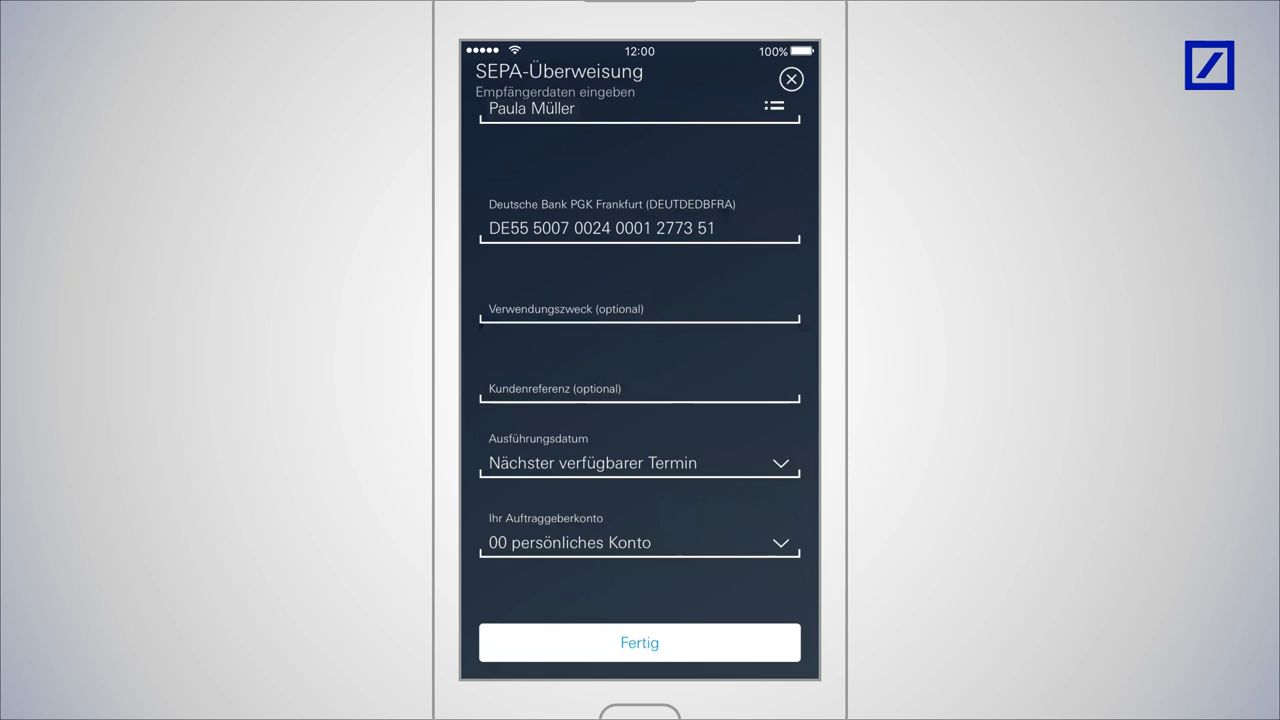 12:00
100%
SEPA-Überweisung
Empfängerdaten eingeben
Paula Müller
Deutsche Bank PGK Frankfurt (DEUTDEDBFRA)
DE55 5007 0024 0001 2773 51
Verwendungszweck (optional)
Kundenreferenz (optional)
Ausführungsdatum
Nächster verfügbarer Termin
Ihr Auftraggeberkonto
00 persönliches Konto
Fertig